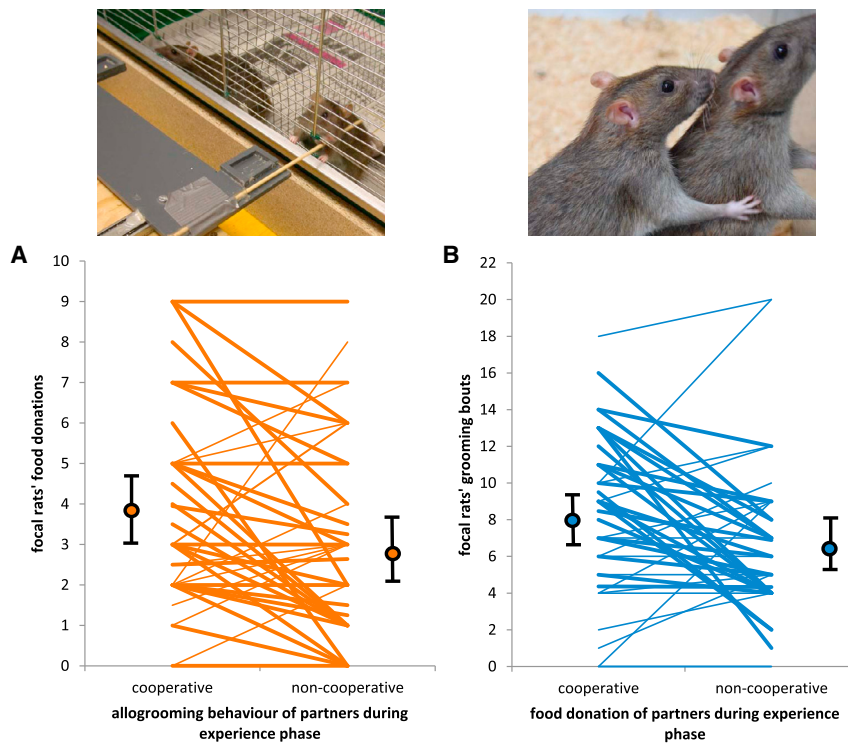 A
focal rats' food donations
10
9
8
7
6
5
4
3
2
1
0
cooperative
non-cooperative
allogrooming behaviour of partners during
experience phase
B
focal rats' grooming bouts
22
20
18
16
14
12
10
8
6
4
2
0
cooperative
non-cooperative
food donation of partners during experience
phase